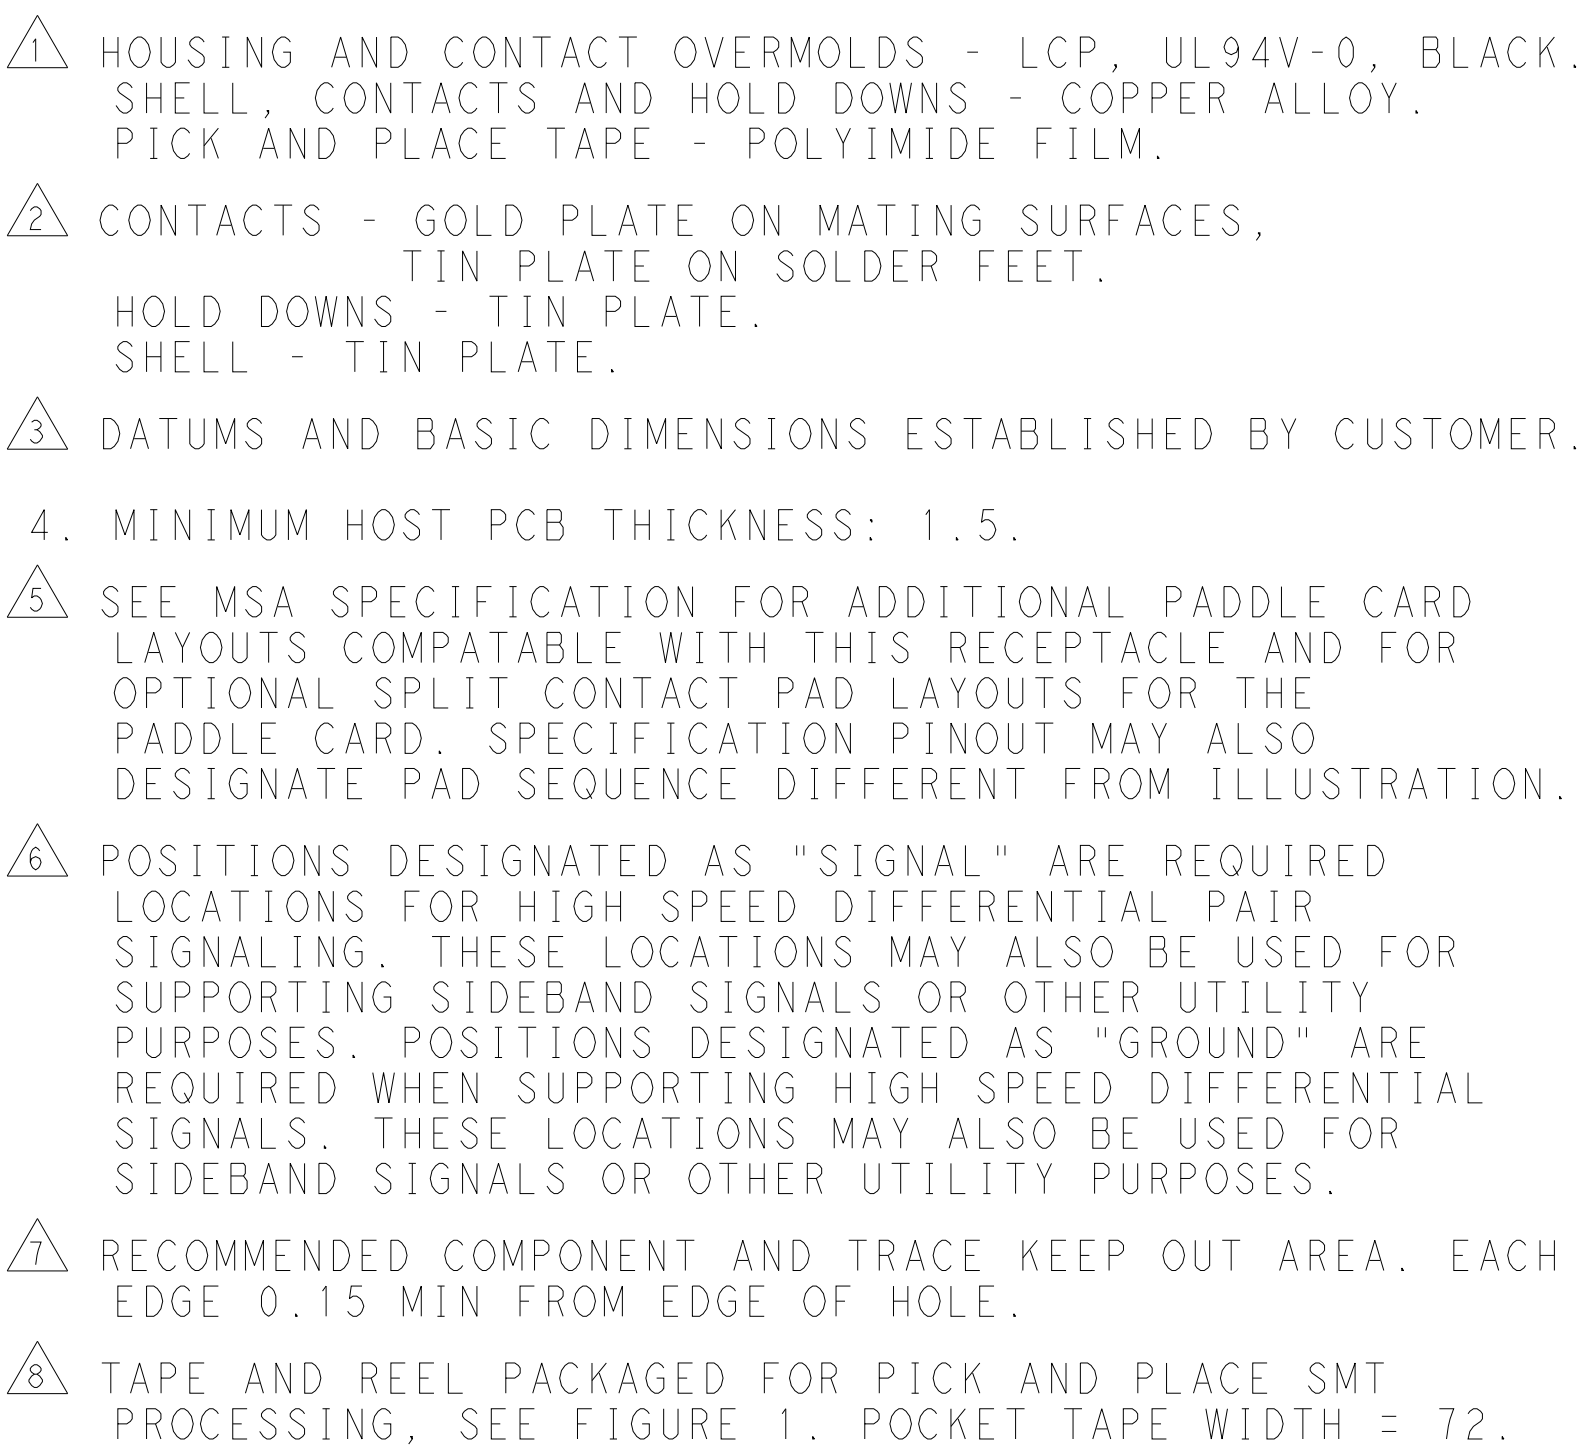 1 HOUSING AND CONTACT OVERMOLDS - LCP, UL94V-0, BLACK.
SHELL, CONTACTS AND HOLD DOWNS - COPPER ALLOY.
PICK AND PLACE TAPE - POLYIMIDE FILM.
2 CONTACTS - GOLD PLATE ON MATING SURFACES,
TIN PLATE ON SOLDER FEET.
HOLD DOWNS - TIN PLATE.
SHELL - TIN PLATE.
3 DATUMS AND BASIC DIMENSIONS ESTABLISHED BY CUSTOMER.
4. MINIMUM HOST PCB THICKNESS: 1.5.
5 SEE MSA SPECIFICATION FOR ADDITIONAL PADDLE CARD
LAYOUTS COMPATABLE WITH THIS RECEPTACLE AND FOR
OPTIONAL SPLIT CONTACT PAD LAYOUTS FOR THE
PADDLE CARD. SPECIFICATION PINOUT MAY ALSO
DESIGNATE PAD SEQUENCE DIFFERENT FROM ILLUSTRATION.
6 POSITIONS DESIGNATED AS "SIGNAL" ARE REQUIRED
LOCATIONS FOR HIGH SPEED DIFFERENTIAL PAIR
SIGNALING. THESE LOCATIONS MAY ALSO BE USED FOR
SUPPORTING SIDEBAND SIGNALS OR OTHER UTILITY
PURPOSES. POSITIONS DESIGNATED AS "GROUND" ARE
REQUIRED WHEN SUPPORTING HIGH SPEED DIFFERENTIAL
SIGNALS. THESE LOCATIONS MAY ALSO BE USED FOR
SIDEBAND SIGNALS OR OTHER UTILITY PURPOSES.
7 RECOMMENDED COMPONENT AND TRACE KEEP OUT AREA. EACH
EDGE 0.15 MIN FROM EDGE OF HOLE.
8 TAPE AND REEL PACKAGED FOR PICK AND PLACE SMT
PROCESSING, SEE FIGURE 1. POCKET TAPE WIDTH = 72.